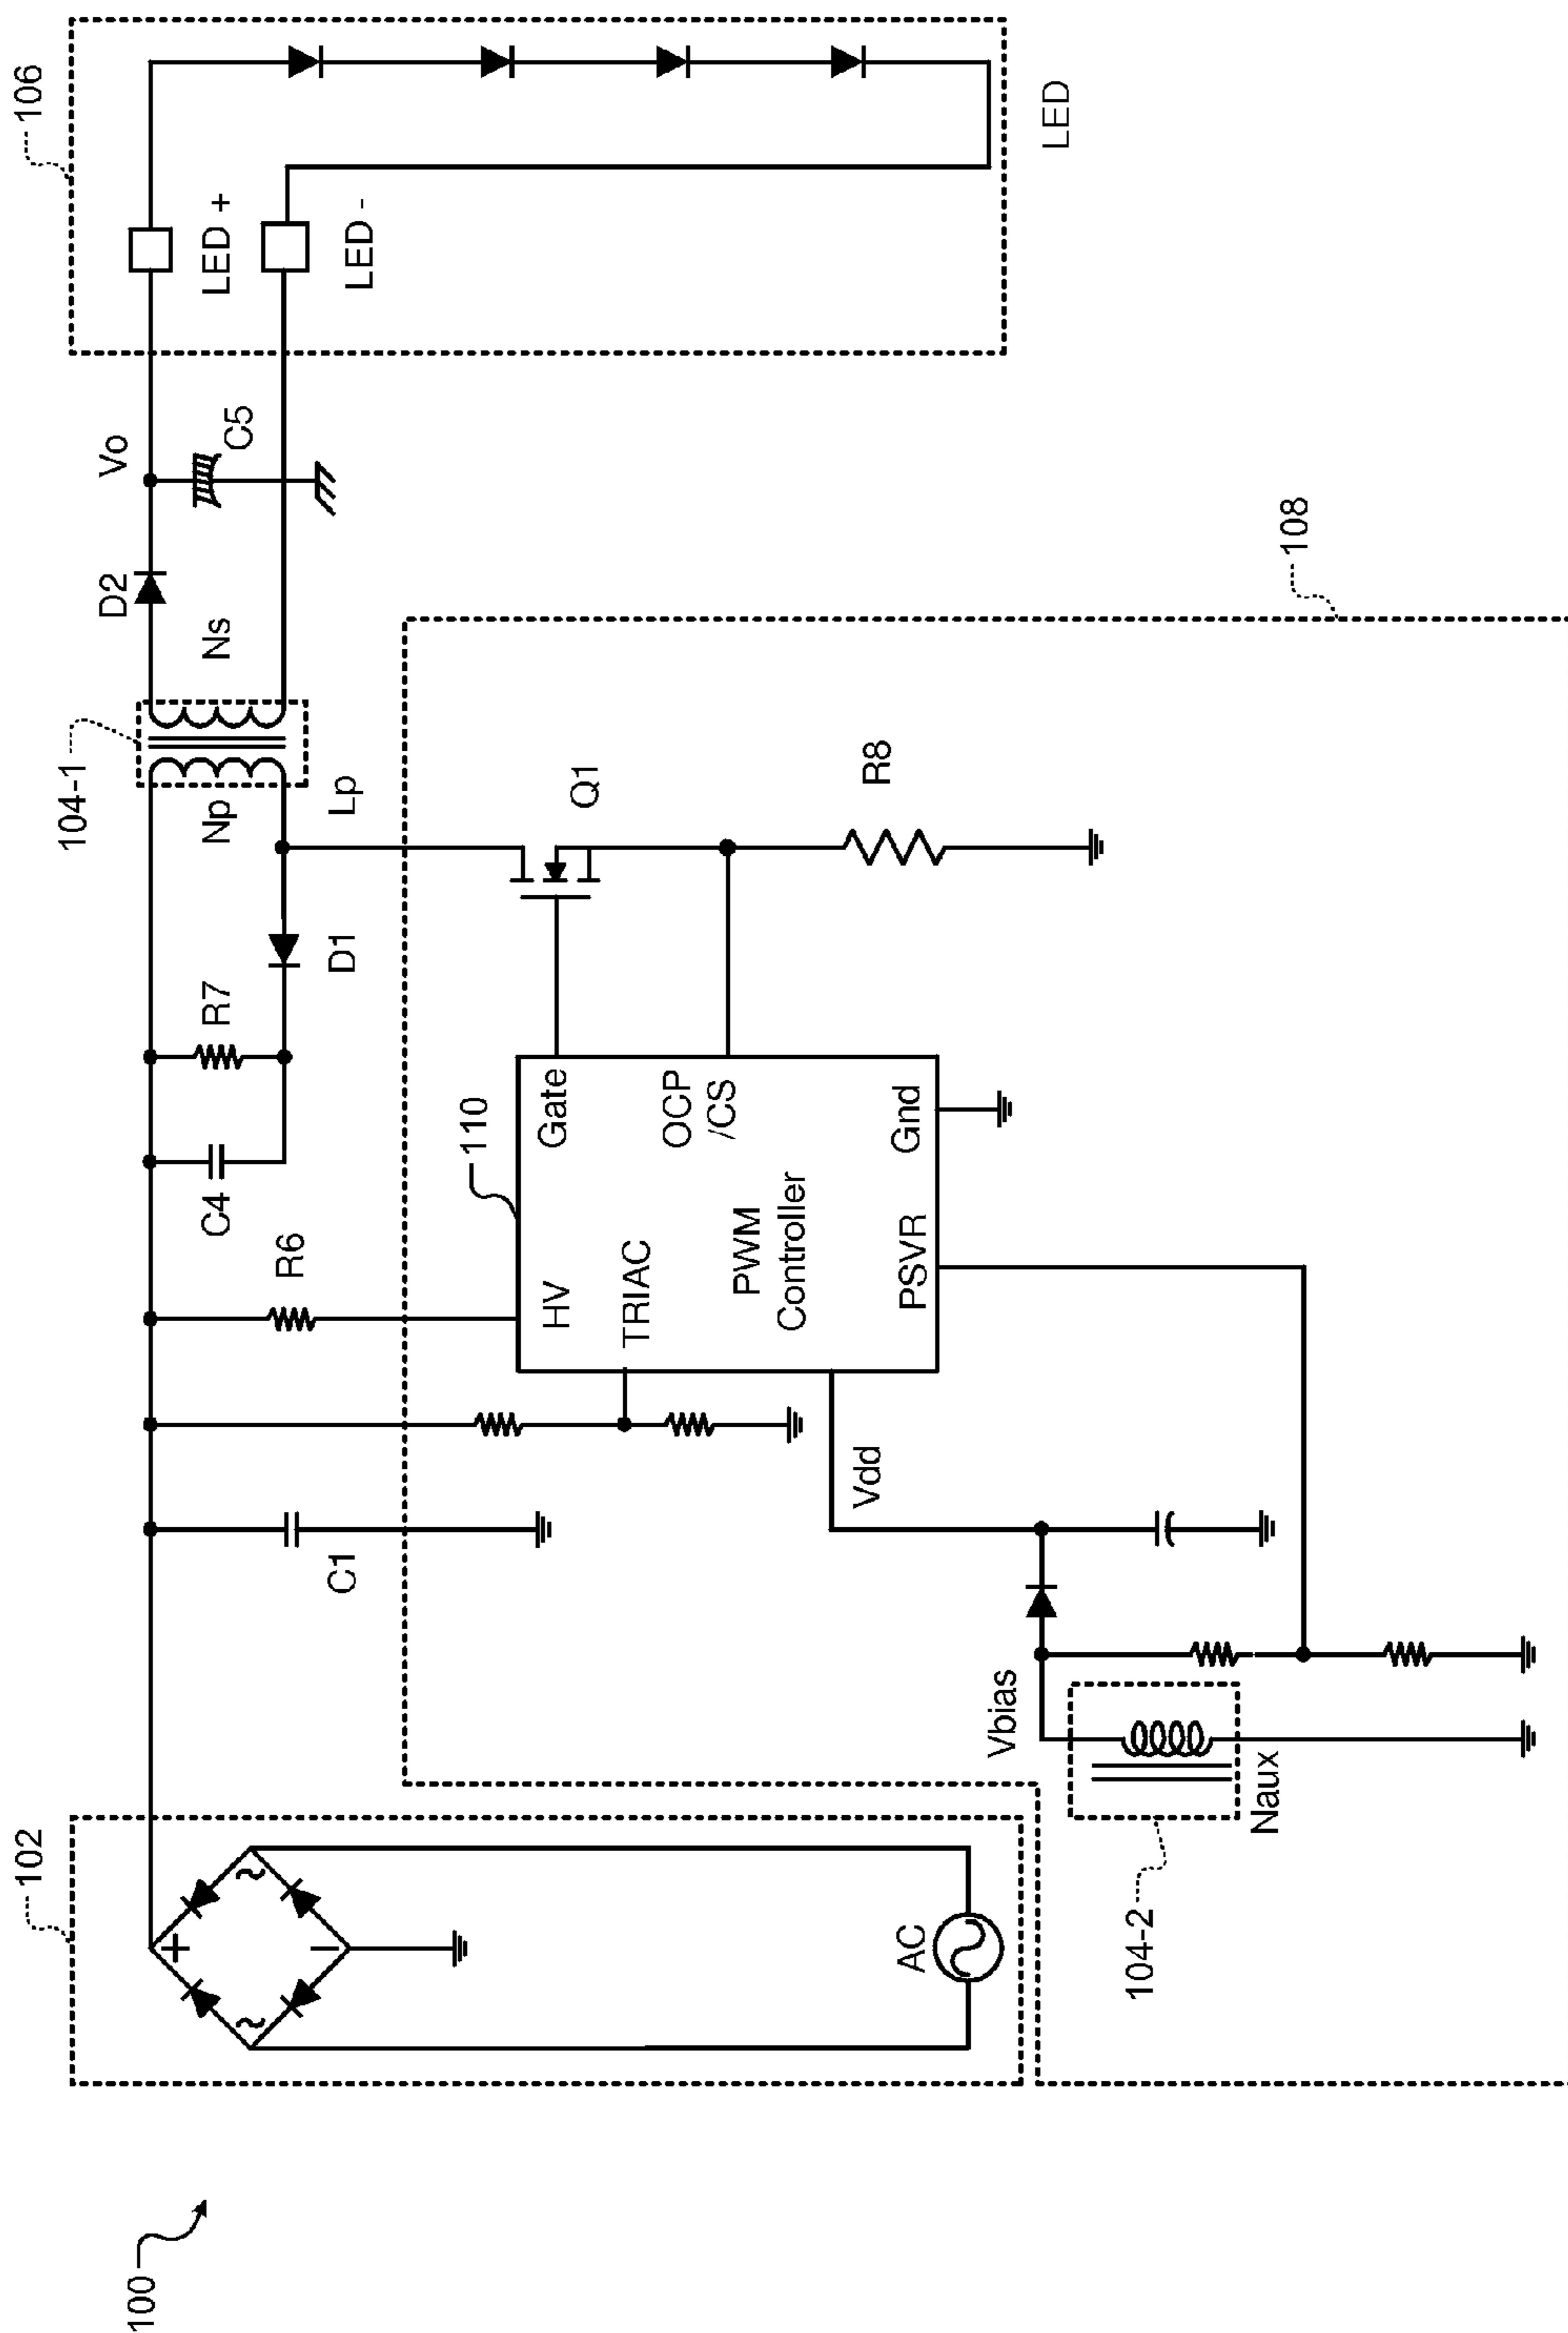 100
102
+
−
AC
C1
R6
C4
R7
D1
Np
Lp
104-1
Ns
D2
Vo
C5
106
LED +
LED -
LED
108
110
HV
Gate
TRIAC
OCP
/CS
PWM
Controller
PSVR
Gnd
Q1
R8
Vdd
Vbias
Naux
104-2